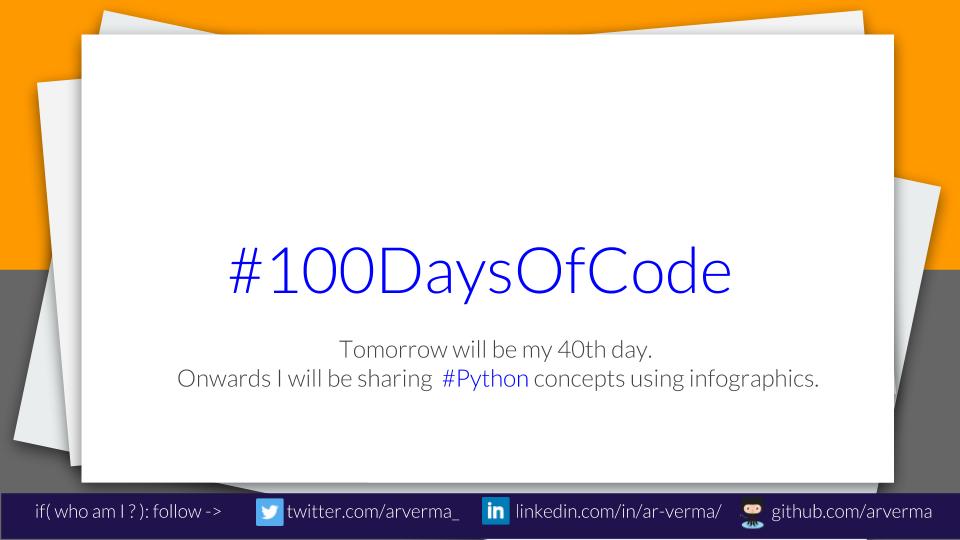 #100DaysOfCode
Tomorrow will be my 40th day.
Onwards I will be sharing #Python concepts using infographics.
if( who am I ? ): follow -> twitter.com/arverma_ linkedin.com/in/ar-verma/ github.com/arverma